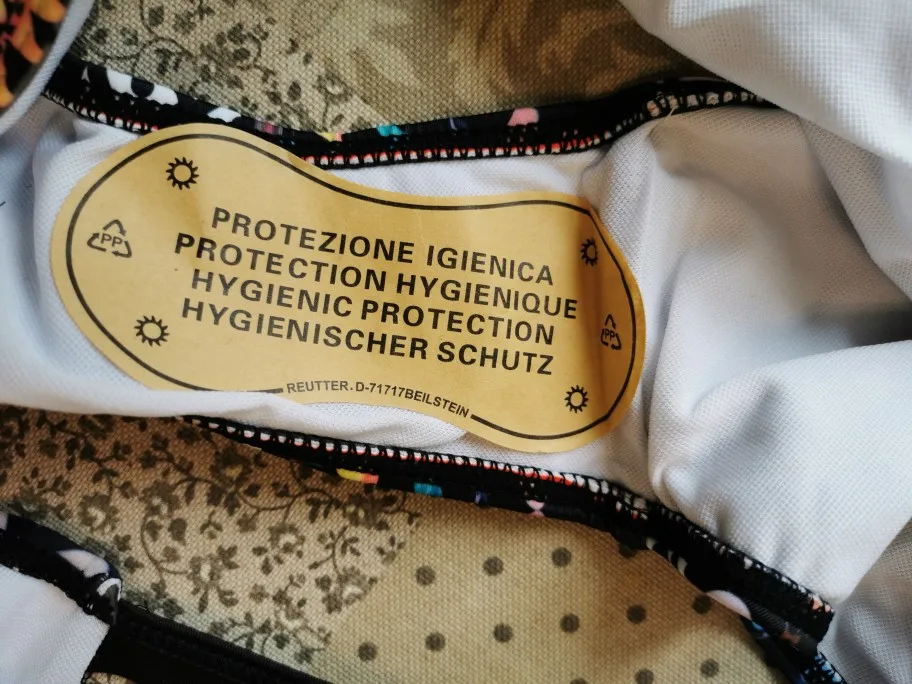 PROTEZIONE IGIENICA
PROTECTION HYGIENIQUE
HYGIENIC PROTECTION
HYGIENISCHER SCHUTZ
REUTTER. D-71717BEILSTEIN
PP
PP